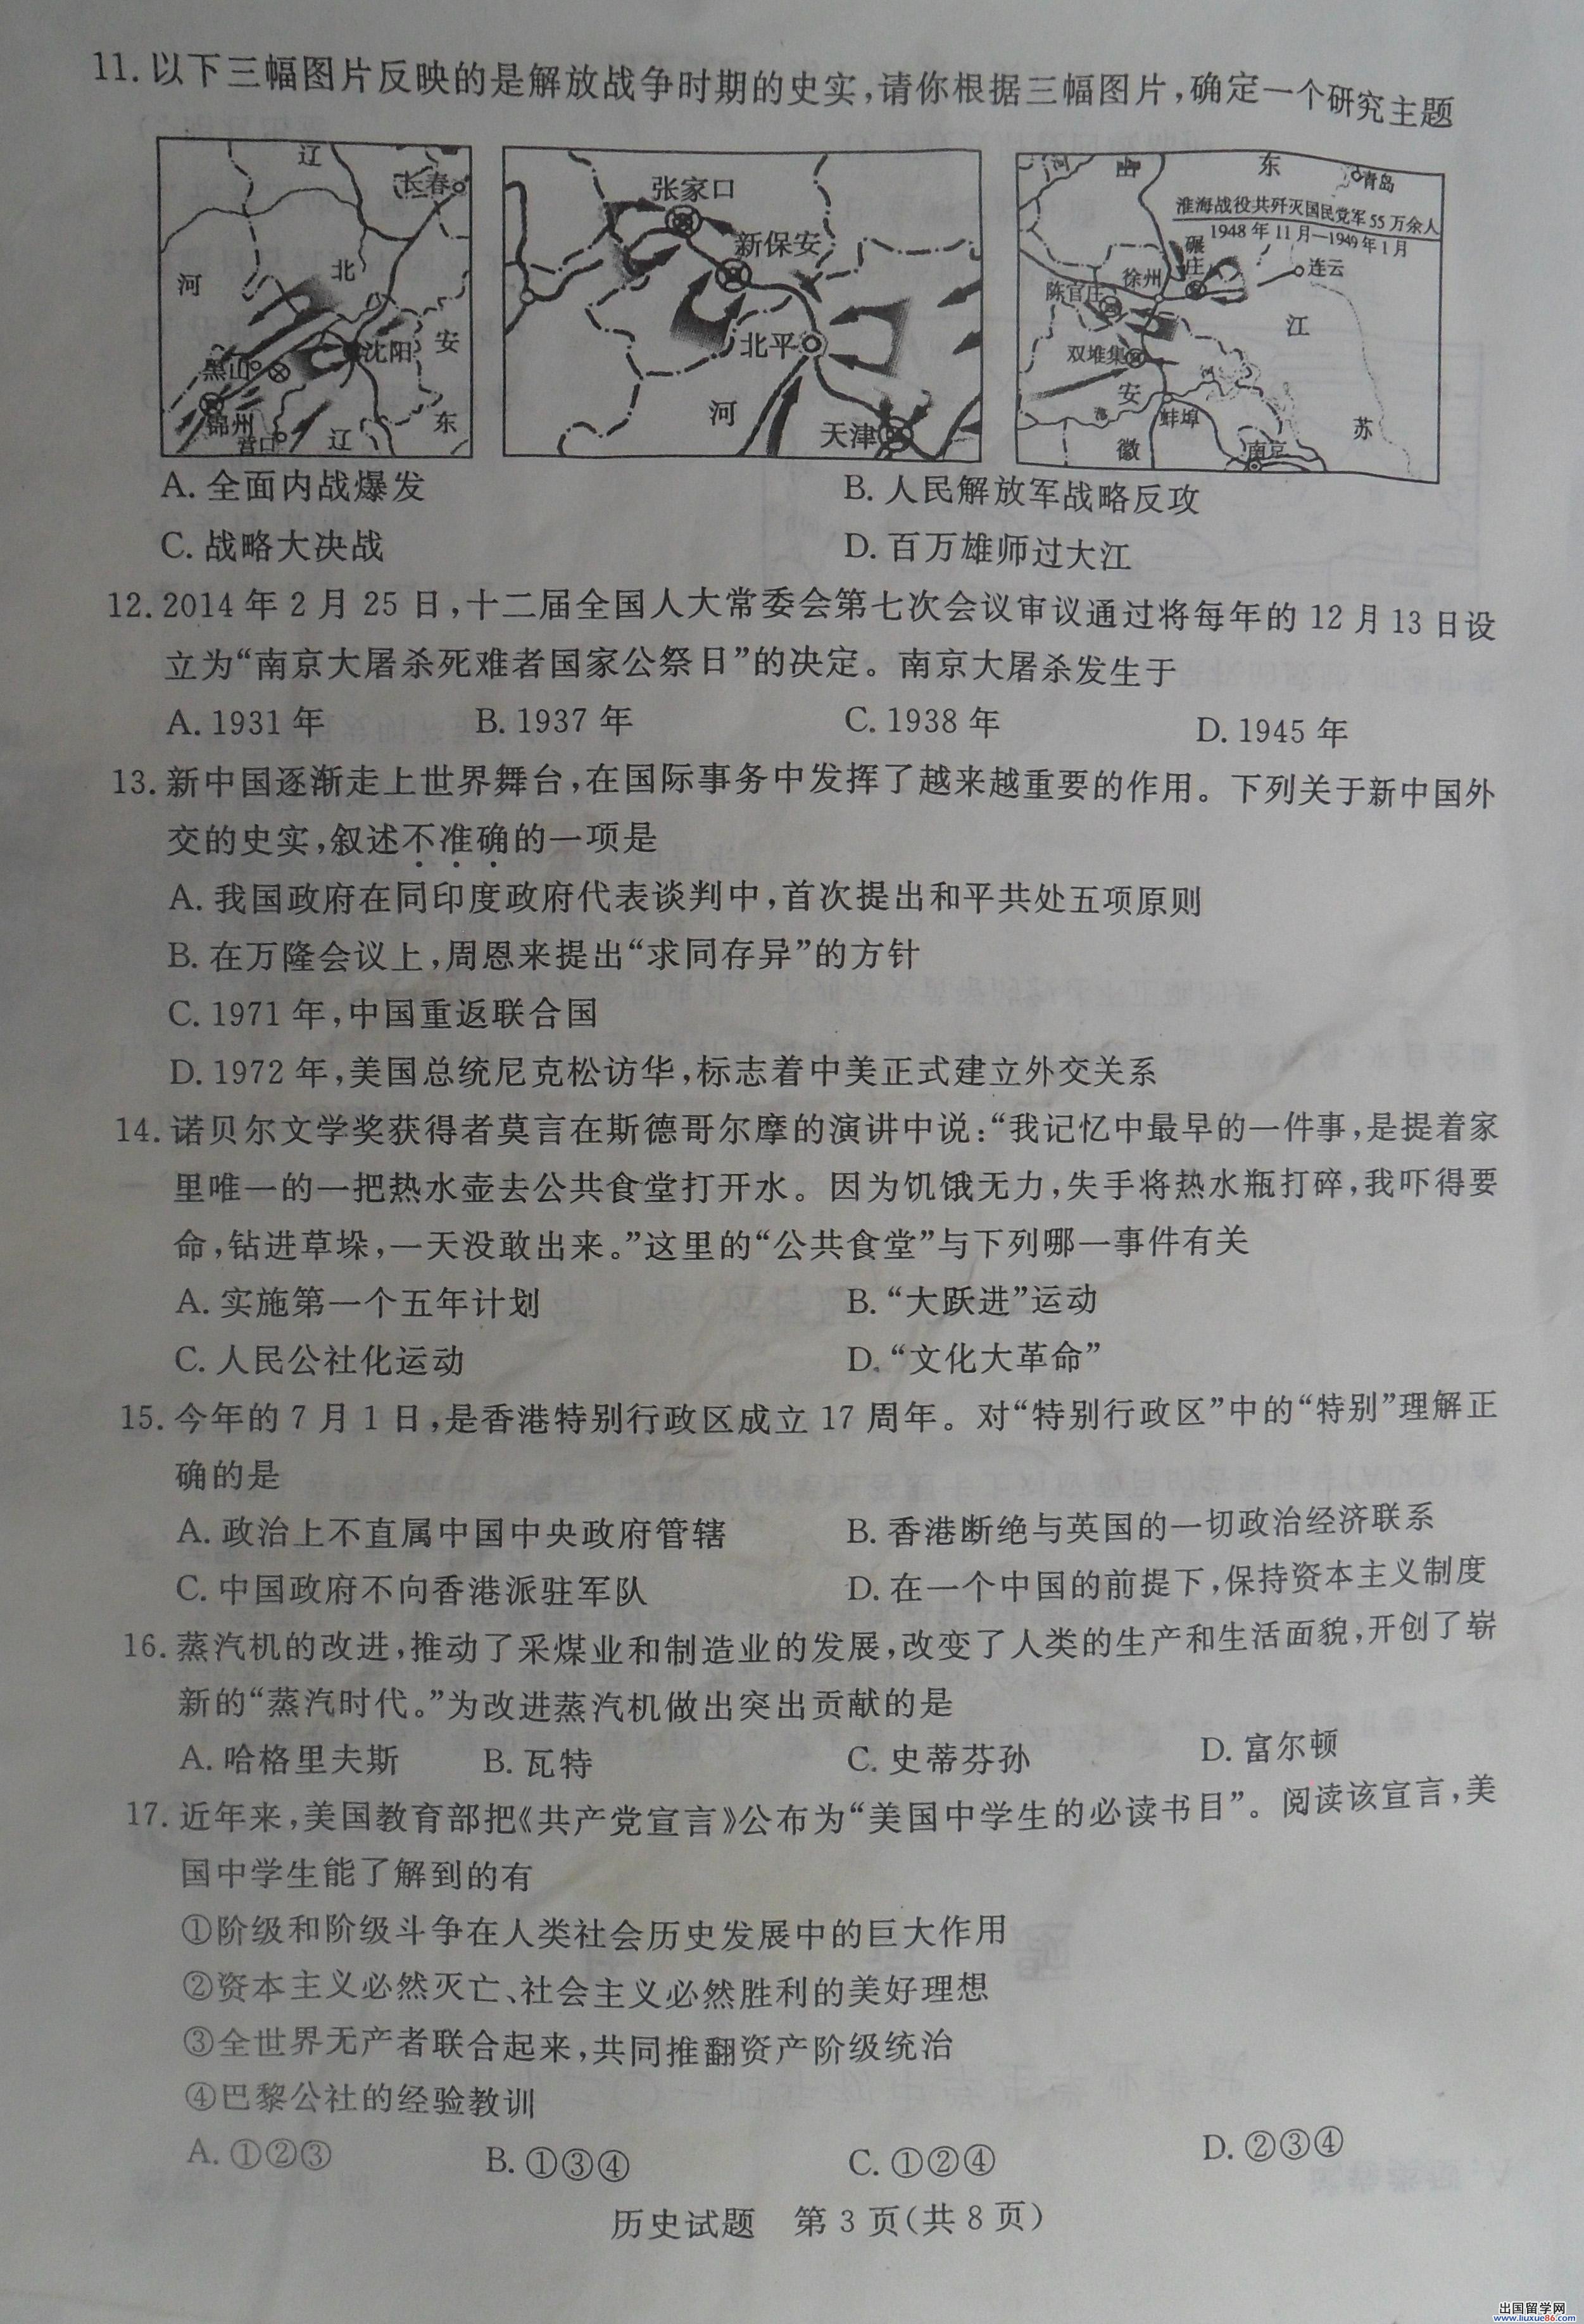 11. 以下三幅图片反映的是解放战争时期的史实，请你根据三幅图片，确定一个研究主题
辽
长春
河
北
沈阳
安
黑山
锦州
营口
辽
东
张家口
新保安
北平
河
天津
河
山
东
青岛
淮海战役共歼灭国民党军55万余人
1948年11月—1949年1月
碾庄
徐州
连云
陈官庄
江
双堆集
安
蚌埠
苏
徽
南京
A. 全面内战爆发
B. 人民解放军战略反攻
C. 战略大决战
D. 百万雄师过大江
12. 2014年2月25日，十二届全国人大常委会第七次会议审议通过将每年的12月13日设
立为“南京大屠杀死难者国家公祭日”的决定。南京大屠杀发生于
A. 1931年 B. 1937年 C. 1938年 D. 1945年
13. 新中国逐渐走上世界舞台，在国际事务中发挥了越来越重要的作用。下列关于新中国外
交的史实，叙述不准确的一项是
A. 我国政府在同印度政府代表谈判中，首次提出和平共处五项原则
B. 在万隆会议上，周恩来提出“求同存异”的方针
C. 1971年，中国重返联合国
D. 1972年，美国总统尼克松访华，标志着中美正式建立外交关系
14. 诺贝尔文学奖获得者莫言在斯德哥尔摩的演讲中说：“我记忆中最早的一件事，是提着家
里唯一的一把热水壶去公共食堂打开水。因为饥饿无力，失手将热水瓶打碎，我吓得要
命，钻进草垛，一天没敢出来。”这里的“公共食堂”与下列哪一事件有关
A. 实施第一个五年计划 B. “大跃进”运动
C. 人民公社化运动 D. “文化大革命”
15. 今年的7月1日，是香港特别行政区成立17周年。对“特别行政区”中的“特别”理解正
确的是
A. 政治上不直属中国中央政府管辖 B. 香港断绝与英国的一切政治经济联系
C. 中国政府不向香港派驻军队 D. 在一个中国的前提下，保持资本主义制度
16. 蒸汽机的改进，推动了采煤业和制造业的发展，改变了人类的生产和生活面貌，开创了崭
新的“蒸汽时代。”为改进蒸汽机做出突出贡献的是
A. 哈格里夫斯 B. 瓦特 C. 史蒂芬孙 D. 富尔顿
17. 近年来，美国教育部把《共产党宣言》公布为“美国中学生的必读书目”。阅读该宣言，美
国中学生能了解到的有
①阶级和阶级斗争在人类社会历史发展中的巨大作用
②资本主义必然灭亡、社会主义必然胜利的美好理想
③全世界无产者联合起来，共同推翻资产阶级统治
④巴黎公社的经验教训
A. ①②③ B. ①③④ C. ①②④ D. ②③④
历史试题 第3页（共8页）
出国留学网
www.liuxue86.com